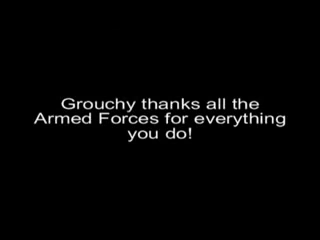 Grouchy thanks all the
Armed Forces for everything
you do!